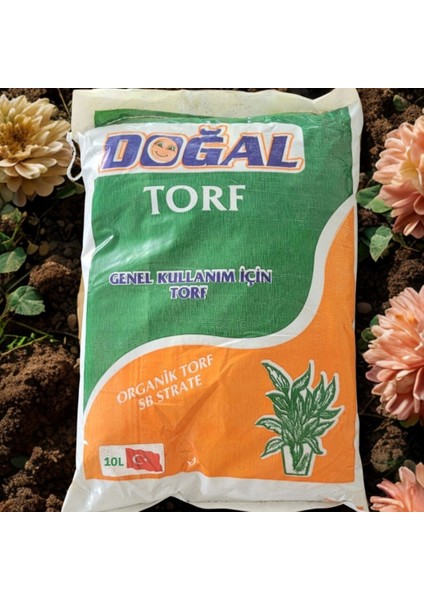 DOĞAL
TORF
GENEL KULLANIM İÇİN
TORF
ORGANİK TORF
SB STRATE
10L